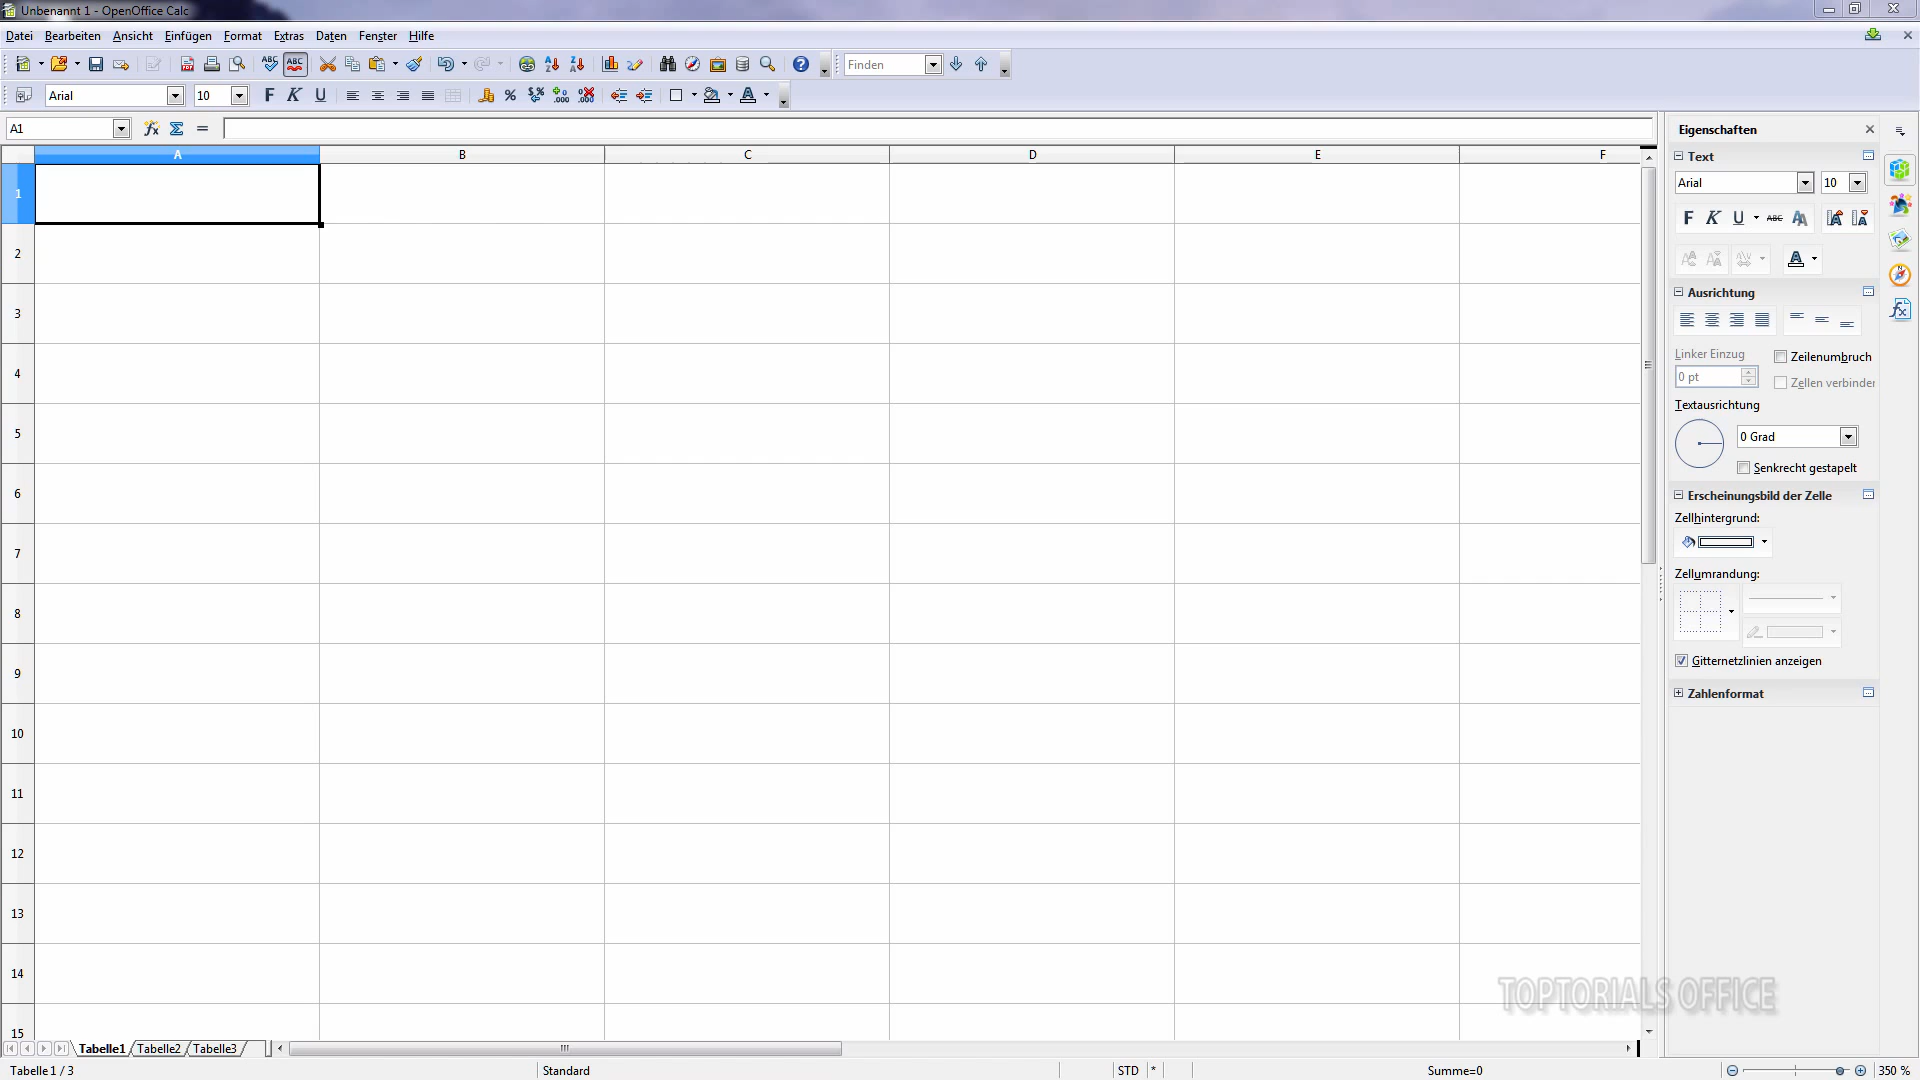 Unbenannt 1 - OpenOffice Calc
Datei Bearbeiten Ansicht Einfügen Format Extras Daten Fenster Hilfe
Finden
Arial 10
A1
A B C D E F
1
2
3
4
5
6
7
8
9
10
11
12
13
14
15
Eigenschaften
Text
Arial 10
Ausrichtung
Linker Einzug
Zeilenumbruch
0 pt
Zellen verbinder
Textausrichtung
0 Grad
Senkrecht gestapelt
Erscheinungsbild der Zelle
Zellhintergrund:
Zellumrandung:
Gitternetzlinien anzeigen
Zahlenformat
TOPTORIALS OFFICE
Tabelle1 Tabelle2 Tabelle3
Tabelle 1 / 3 Standard STD * Summe=0 350 %